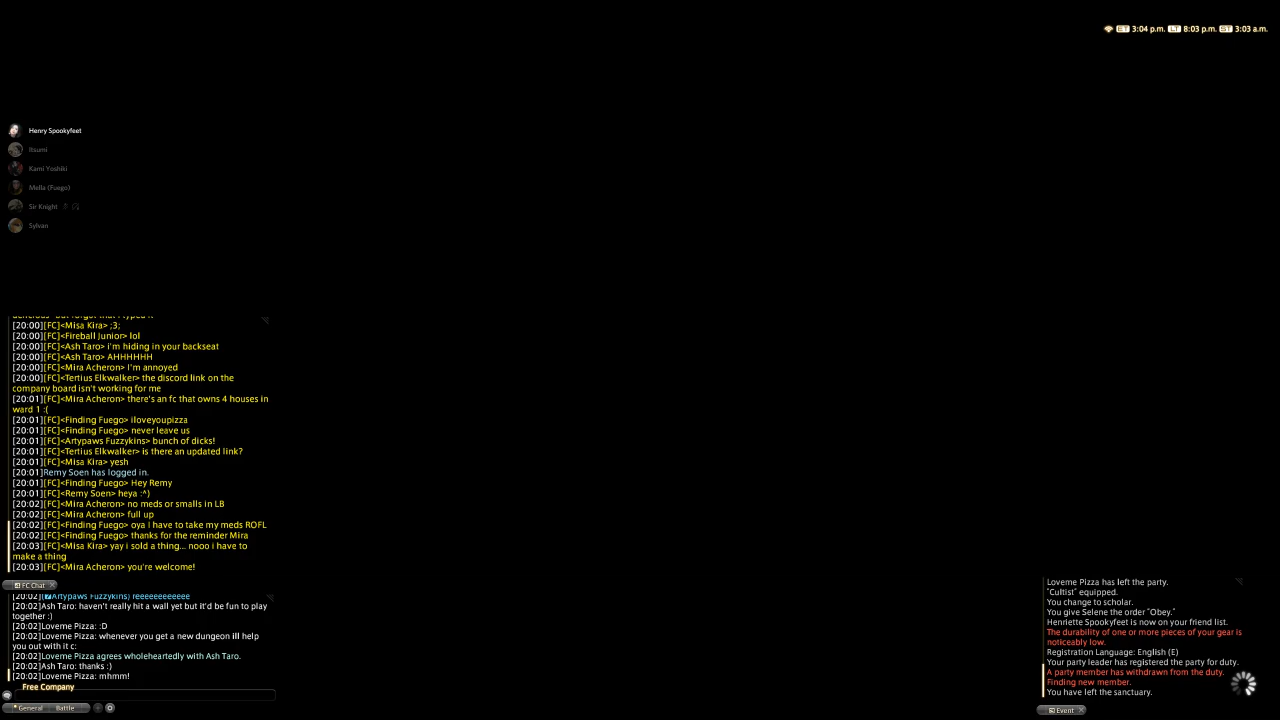 ET 3:04 p.m. LT 8:03 p.m. ST 3:03 a.m.
Henry Spookyfeet
Itsumi
Kami Yoshiki
Mella (Fuego)
Sir Knight
Sylvan
[20:00][FC]<Misa Kira> ;3;
[20:00][FC]<Fireball Junior> lol
[20:00][FC]<Ash Taro> i'm hiding in your backseat
[20:00][FC]<Ash Taro> AHHHHHH
[20:00][FC]<Mira Acheron> I'm annoyed
[20:00][FC]<Tertius Elkwalker> the discord link on the
company board isn't working for me
[20:01][FC]<Mira Acheron> there's an fc that owns 4 houses in
ward 1 :(
[20:01][FC]<Finding Fuego> iloveyoupizza
[20:01][FC]<Finding Fuego> never leave us
[20:01][FC]<Artypaws Fuzzykins> bunch of dicks!
[20:01][FC]<Tertius Elkwalker> is there an updated link?
[20:01][FC]<Misa Kira> yesh
[20:01]Remy Soen has logged in.
[20:01][FC]<Finding Fuego> Hey Remy
[20:01][FC]<Remy Soen> heya :^)
[20:02][FC]<Mira Acheron> no meds or smalls in LB
[20:02][FC]<Mira Acheron> full up
[20:02][FC]<Finding Fuego> oya I have to take my meds ROFL
[20:02][FC]<Finding Fuego> thanks for the reminder Mira
[20:03][FC]<Misa Kira> yay i sold a thing... nooo i have to
make a thing
[20:03][FC]<Mira Acheron> you're welcome!
FC Chat
[20:02](Artypaws Fuzzykins) reeeeeeeeeeee
[20:02]Ash Taro: haven't really hit a wall yet but it'd be fun to play
together :)
[20:02]Loveme Pizza: :D
[20:02]Loveme Pizza: whenever you get a new dungeon ill help
you out with it c:
[20:02]Loveme Pizza agrees wholeheartedly with Ash Taro.
[20:02]Ash Taro: thanks :)
[20:02]Loveme Pizza: mhmm!
Free Company
General Battle
Loveme Pizza has left the party.
"Cultist" equipped.
You change to scholar.
You give Selene the order "Obey."
Henriette Spookyfeet is now on your friend list.
The durability of one or more pieces of your gear is
noticeably low.
Registration Language: English (E)
Your party leader has registered the party for duty.
A party member has withdrawn from the duty.
Finding new member.
You have left the sanctuary.
Event